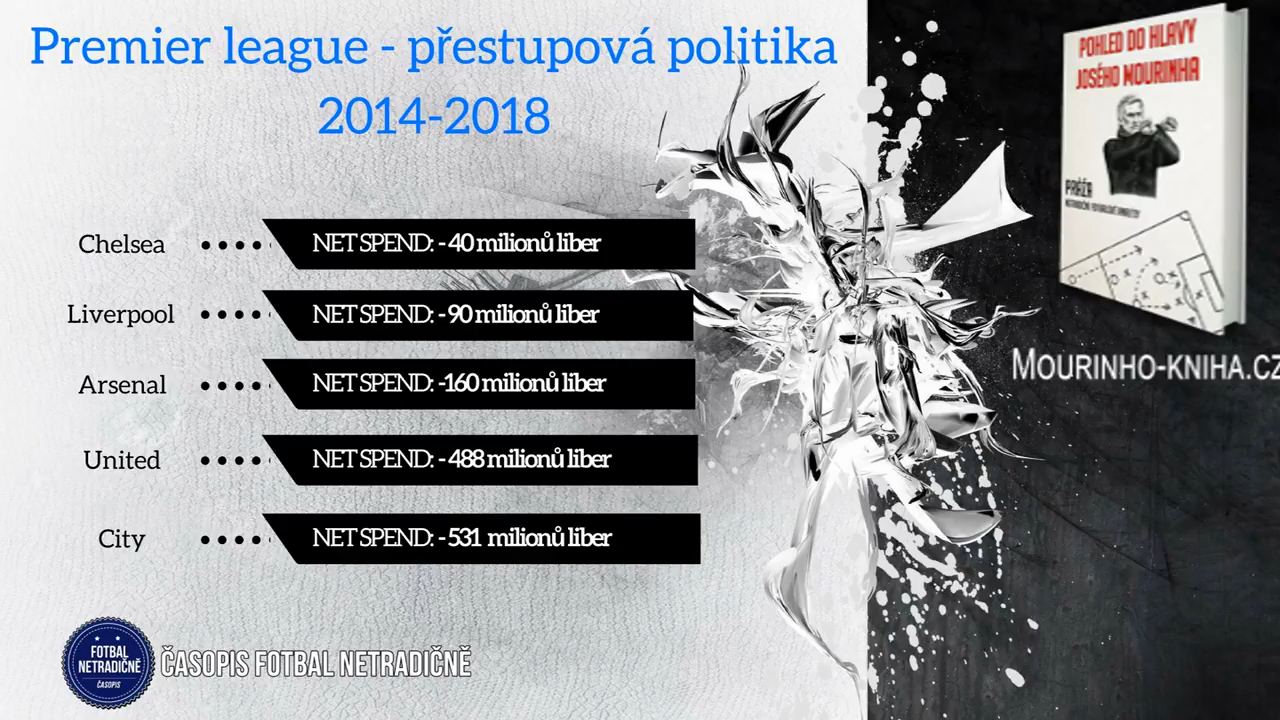 Premier league - přestupová politika
2014-2018
Chelsea
NET SPEND: - 40 milionů liber
Liverpool
NET SPEND: - 90 milionů liber
Arsenal
NET SPEND: -160 milionů liber
United
NET SPEND: - 488 milionů liber
City
NET SPEND: - 531 milionů liber
POHLED DO HLAVY
JOSÉHO MOURINHA
PRÁŽA
MOURINHO-KNIHA.CZ
FOTBAL
NETRADIČNĚ
ČASOPIS
ČASOPIS FOTBAL NETRADIČNĚ